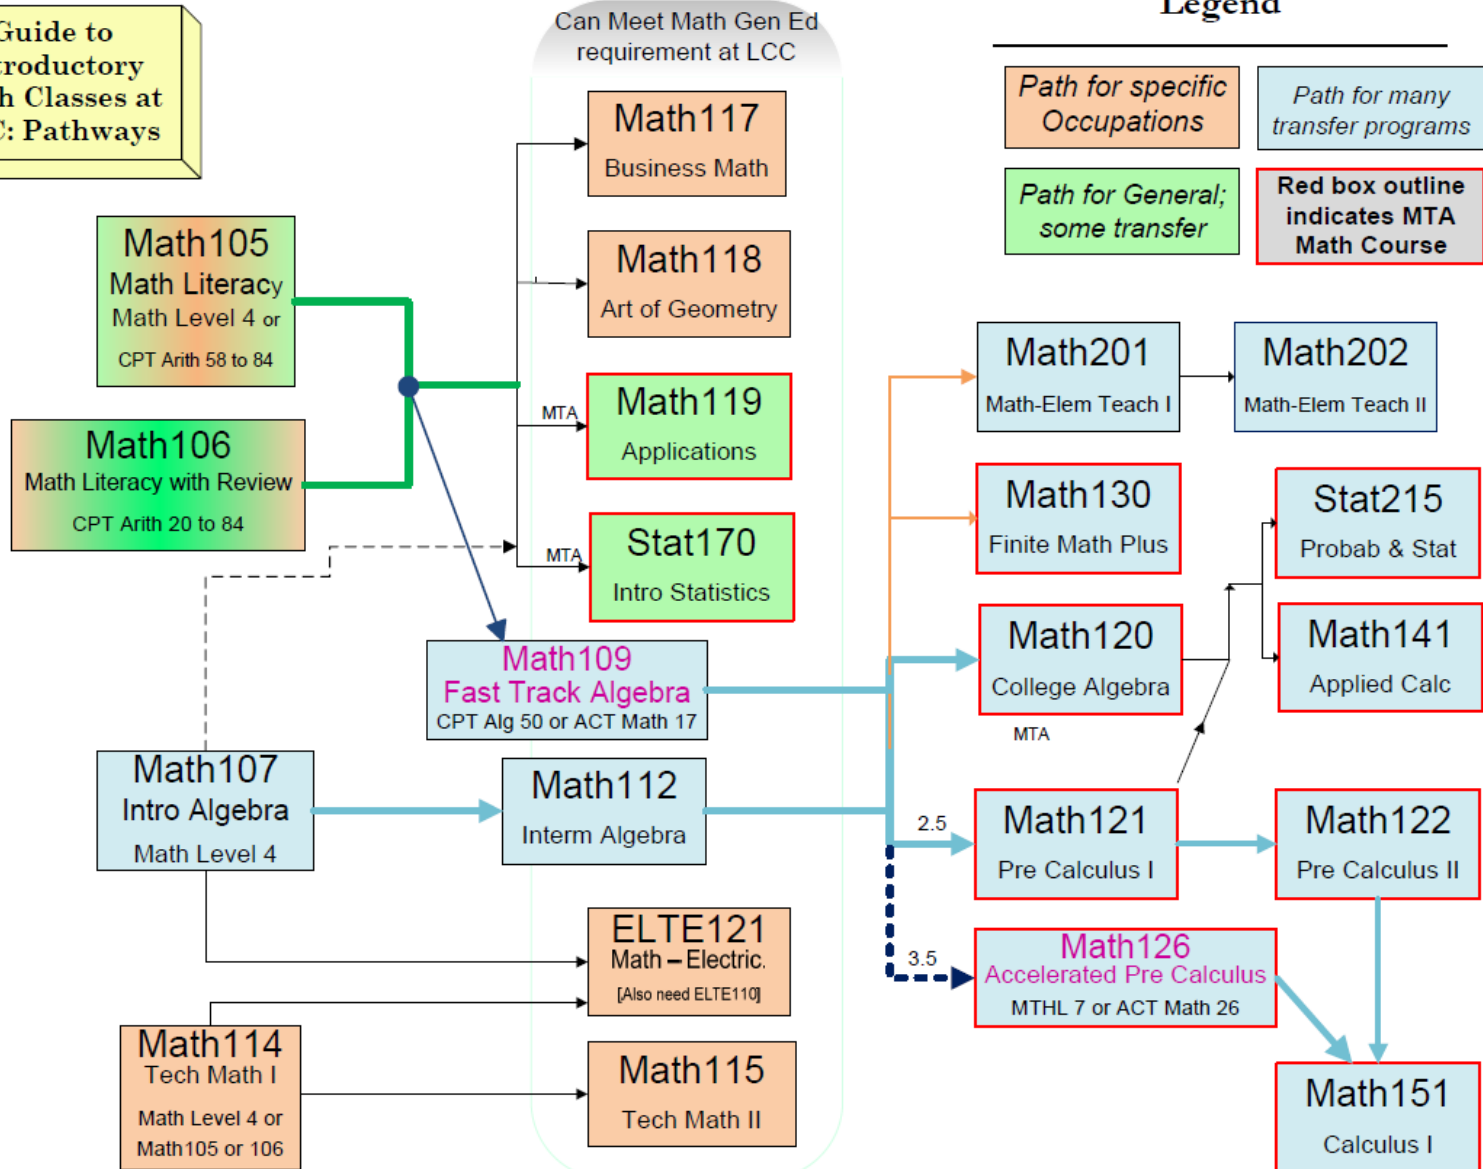 Guide to
troductory
h Classes at
C: Pathways
Can Meet Math Gen Ed
requirement at LCC
Legend
Path for specific
Occupations
Path for many
transfer programs
Path for General;
some transfer
Red box outline
indicates MTA
Math Course
Math117
Business Math
Math105
Math Literacy
Math Level 4 or
CPT Arith 58 to 84
Math118
Art of Geometry
Math106
Math Literacy with Review
CPT Arith 20 to 84
MTA
Math119
Applications
MTA
Stat170
Intro Statistics
Math201
Math-Elem Teach I
Math202
Math-Elem Teach II
Math130
Finite Math Plus
Stat215
Probab & Stat
Math109
Fast Track Algebra
CPT Alg 50 or ACT Math 17
Math120
College Algebra
MTA
Math141
Applied Calc
Math107
Intro Algebra
Math Level 4
Math112
Interm Algebra
2.5
Math121
Pre Calculus I
Math122
Pre Calculus II
ELTE121
Math – Electric.
[Also need ELTE110]
3.5
Math126
Accelerated Pre Calculus
MTHL 7 or ACT Math 26
Math114
Tech Math I
Math Level 4 or
Math105 or 106
Math115
Tech Math II
Math151
Calculus I